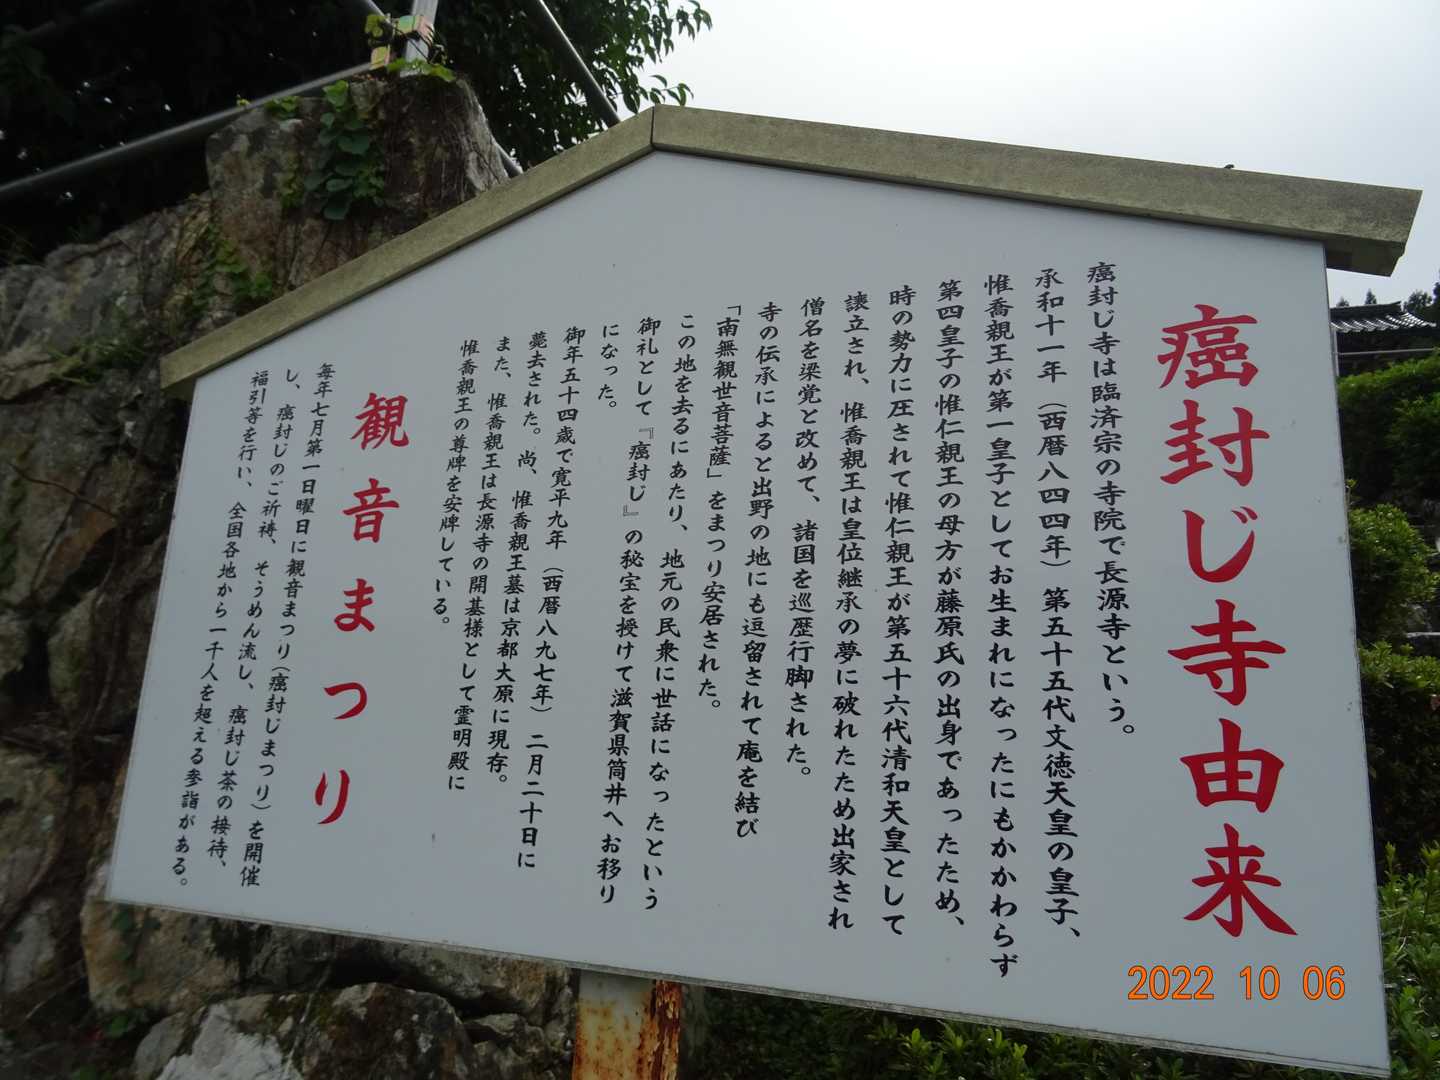 癌封じ寺由来
癌封じ寺は臨済宗の寺院で長源寺という。
承和十一年（西暦八四四年）第五十五代文徳天皇の皇子、
惟喬親王が第一皇子としてお生まれになったにもかかわらず
第四皇子の惟仁親王の母方が藤原氏の出身であったため、
時の勢力に圧されて惟仁親王が第五十六代清和天皇として
譲立され、惟喬親王は皇位継承の夢に破れたため出家され
僧名を梁覚と改めて、諸国を巡歴行脚された。
寺の伝承によると出野の地にも逗留されて庵を結び
「南無観世音菩薩」をまつり安居された。
この地を去るにあたり、地元の民衆に世話になったという
御礼として『癌封じ』の秘宝を授けて滋賀県筒井へお移り
になった。
御年五十四歳で寛平九年（西暦八九七年）二月二十日に
薨去された。尚、惟喬親王墓は京都大原に現存。
また、惟喬親王は長源寺の開基様として霊明殿に
惟喬親王の尊牌を安牌している。
観音まつり
毎年七月第一日曜日に観音まつり（癌封じまつり）を開催
し、癌封じのご祈祷、そうめん流し、癌封じ茶の接待、
福引等を行い、全国各地から一千人を超える参詣がある。
2022 10 06